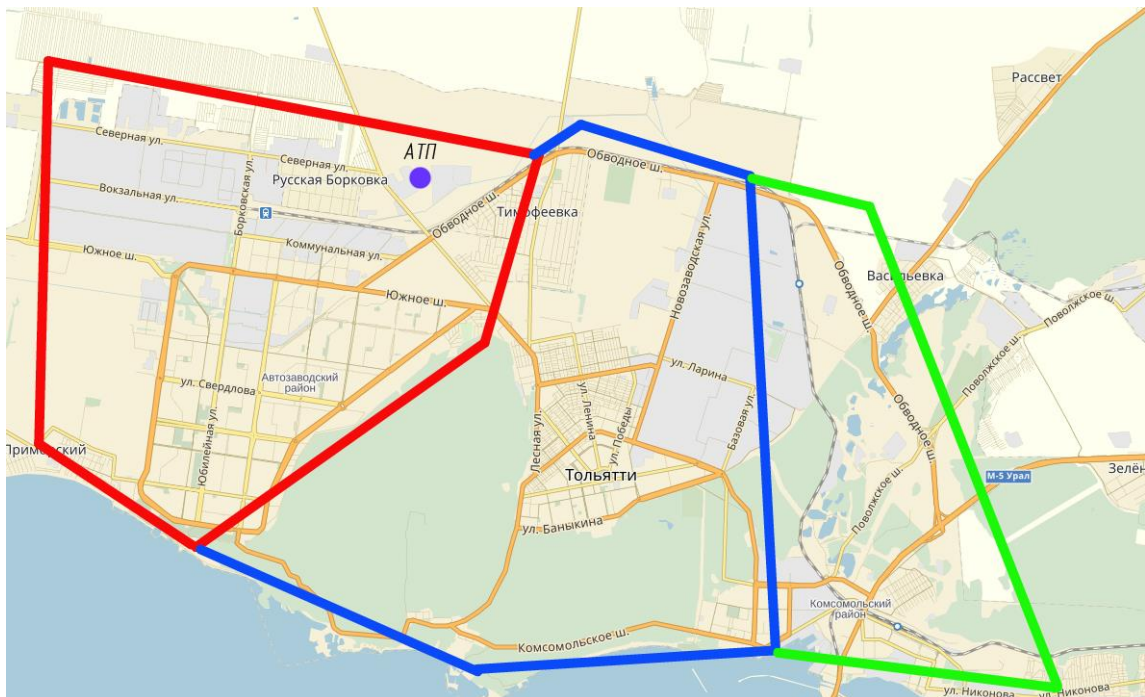 Рассвет
Северная ул.
АТП
Северная ул.
Русская Борковка
Обводное ш.
Вокзальная ул.
Борковская ул.
Тимофеевка
Обводное ш.
Коммунальная ул.
Южное ш.
Новозаводская ул.
Обводное ш.
Васильевка
Южное ш.
Поволжское ш.
Поволжское ш.
ул. Ларина
Автозаводский
район
ул. Свердлова
ул. Ленина
ул. Победы
Базовая ул.
Обводное ш.
Лесная ул.
Юбилейная ул.
Приморский
Тольятти
М-5 Урал
Зелён
Поволжское ш.
ул. Баныкина
Комсомольский
район
Комсомольское ш.
ул. Никонова
ул. Никонова